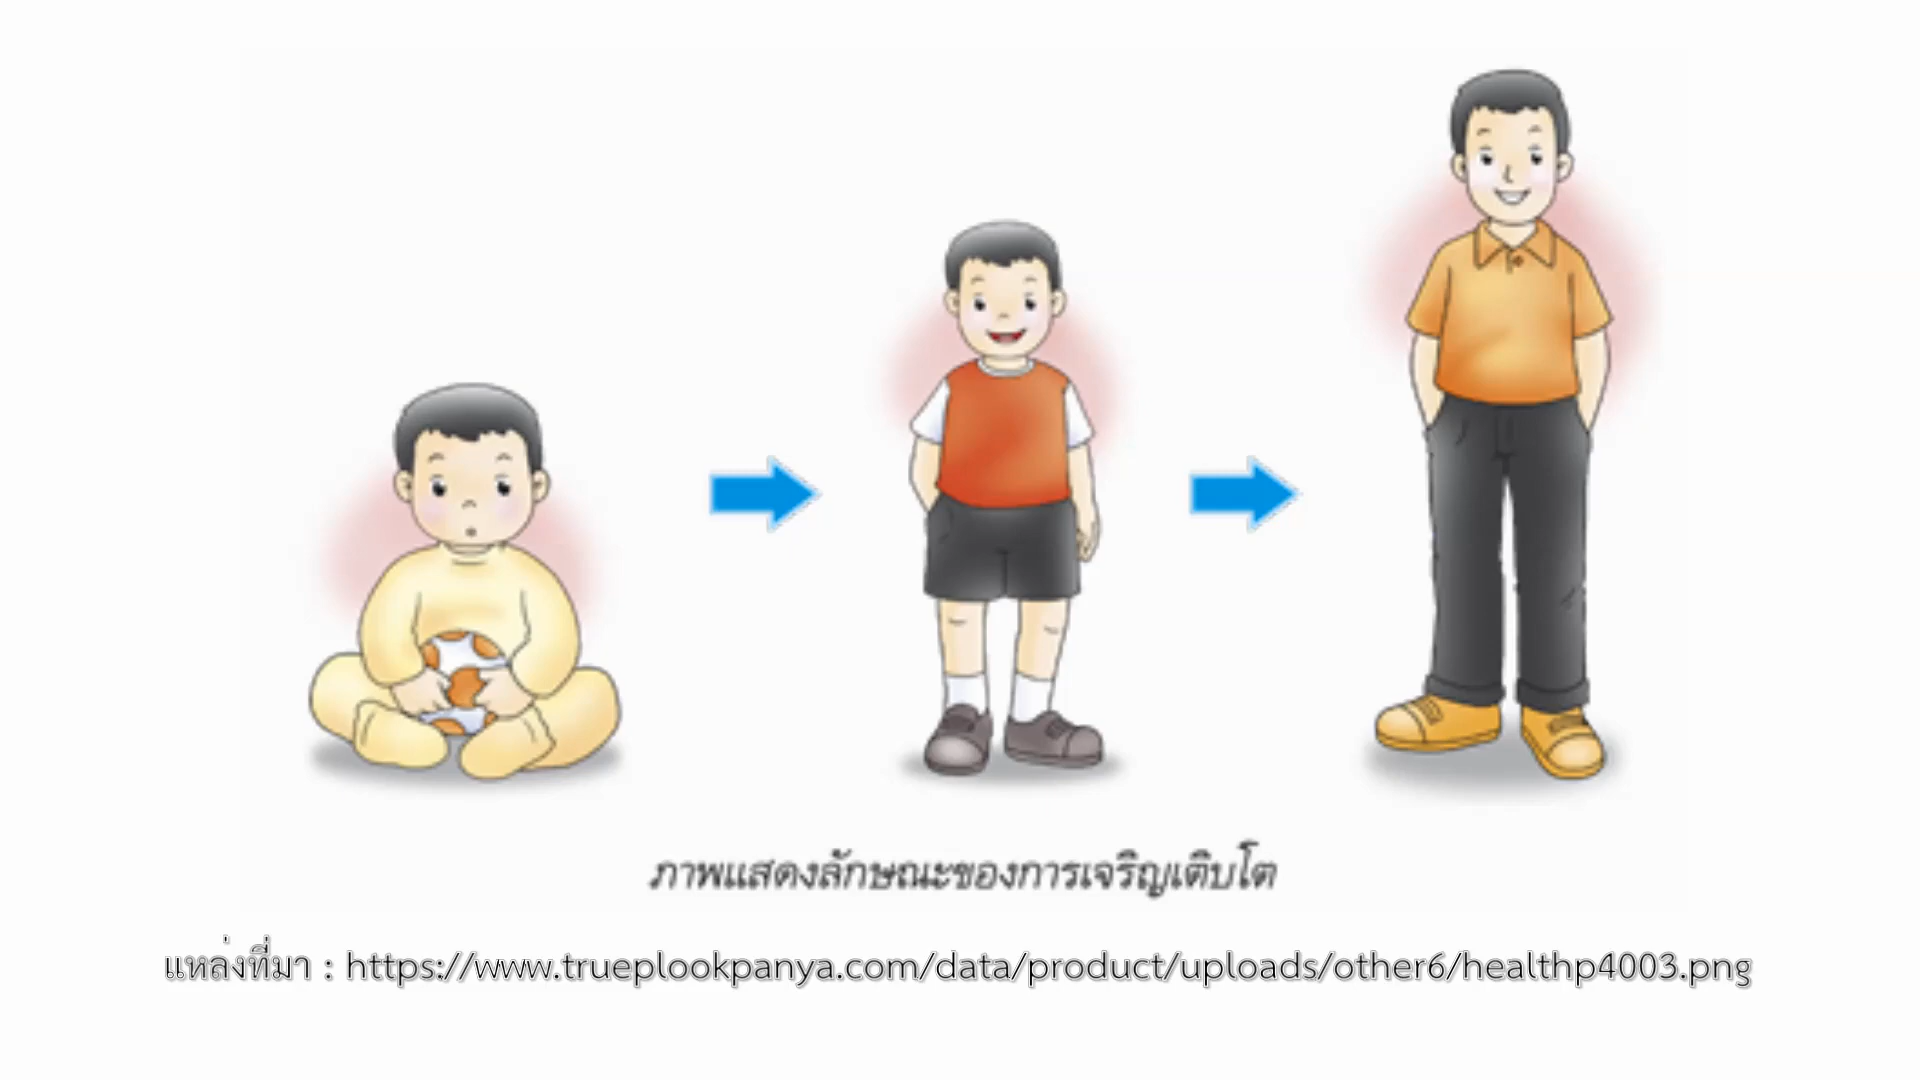 ภาพแสดงลักษณะของการเจริญเติบโต
แหล่งที่มา : https://www.trueplookpanya.com/data/product/uploads/other6/healthp4003.png